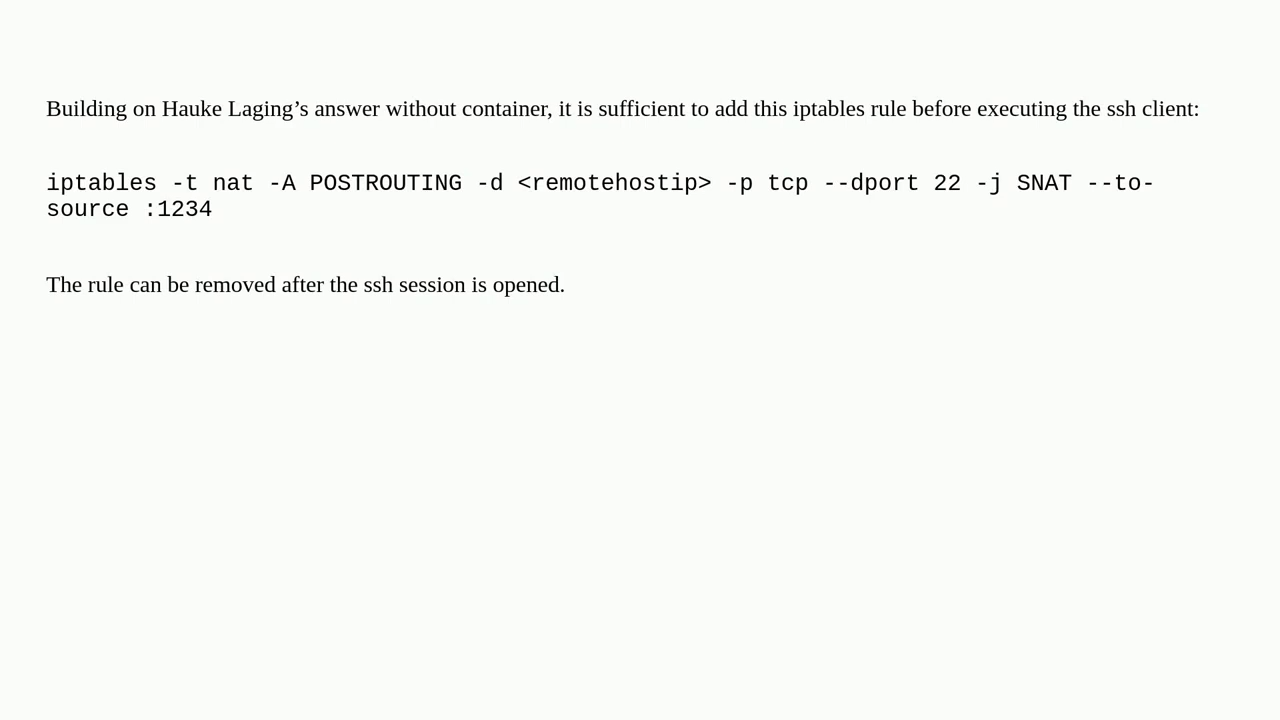 Building on Hauke Laging’s answer without container, it is sufficient to add this iptables rule before executing the ssh client:
iptables -t nat -A POSTROUTING -d <remotehostip> -p tcp --dport 22 -j SNAT --to-
source :1234
The rule can be removed after the ssh session is opened.